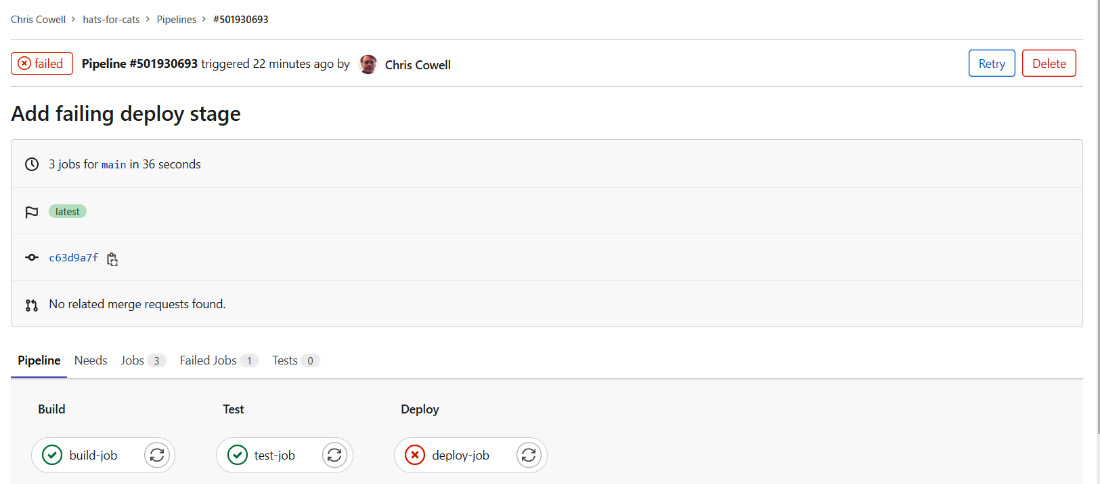 Chris Cowell > hats-for-cats > Pipelines > #501930693
failed Pipeline #501930693 triggered 22 minutes ago by Chris Cowell Retry Delete
Add failing deploy stage
3 jobs for main in 36 seconds
latest
c63d9a7f
No related merge requests found.
Pipeline Needs Jobs 3 Failed Jobs 1 Tests 0
Build Test Deploy
build-job test-job deploy-job